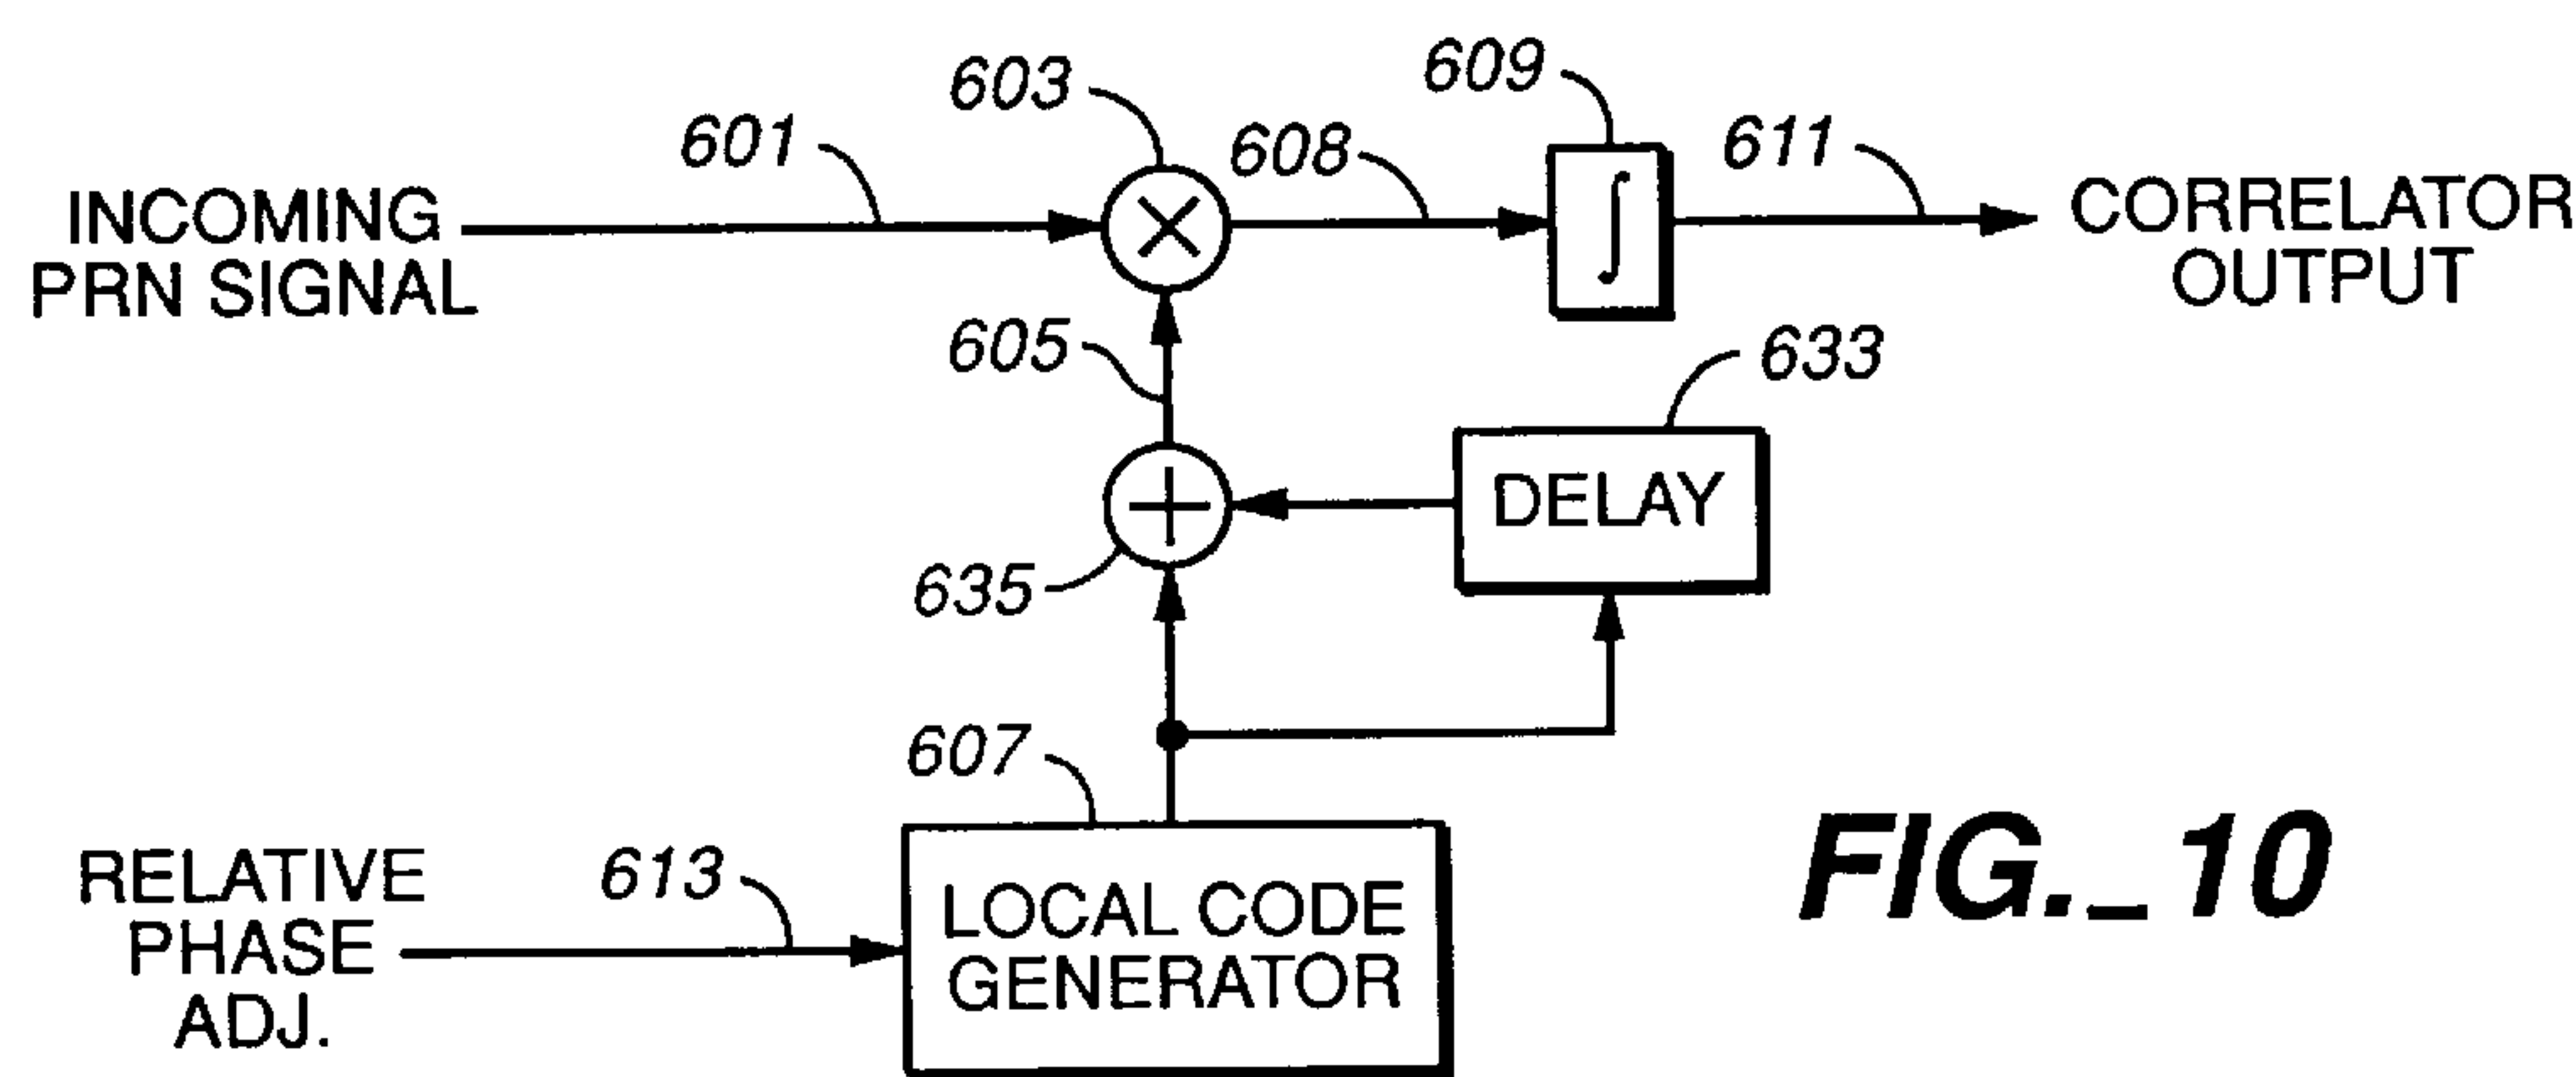 603
609
601
608
611
INCOMING
PRN SIGNAL
CORRELATOR
OUTPUT
605
633
DELAY
635
607
RELATIVE
PHASE
ADJ.
613
LOCAL CODE
GENERATOR
FIG._10